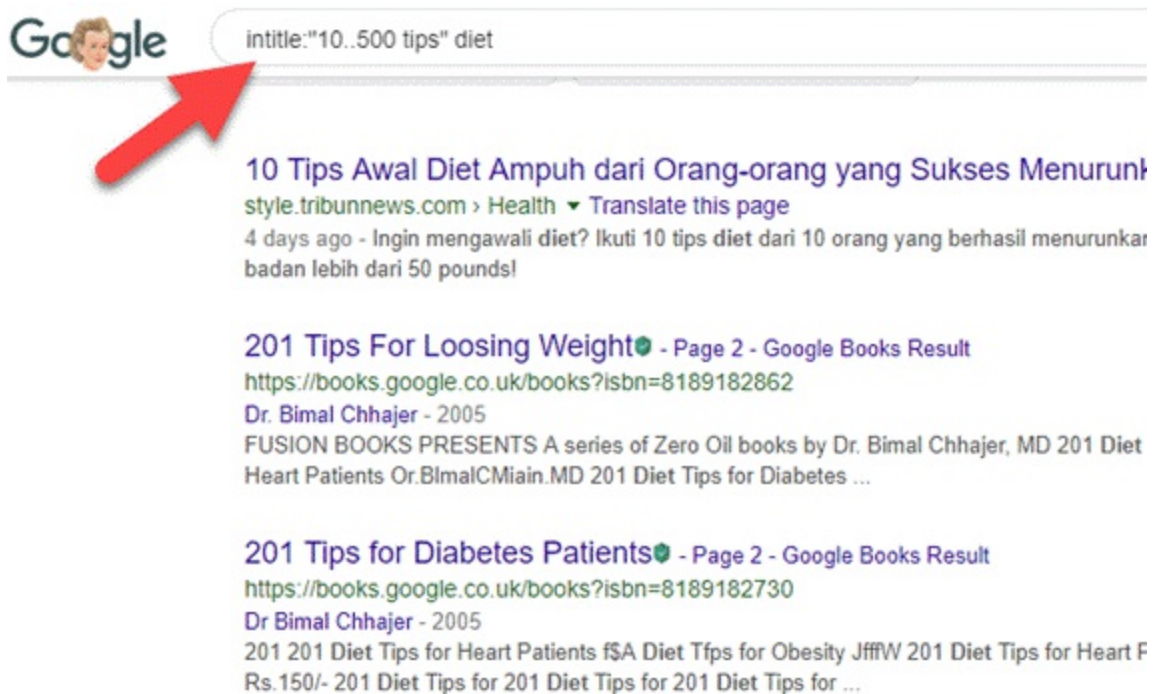 Google
intitle:"10..500 tips" diet
10 Tips Awal Diet Ampuh dari Orang-orang yang Sukses Menurunk
style.tribunnews.com › Health ▾ Translate this page
4 days ago - Ingin mengawali diet? Ikuti 10 tips diet dari 10 orang yang berhasil menurunkan
badan lebih dari 50 pounds!
201 Tips For Loosing Weight - Page 2 - Google Books Result
https://books.google.co.uk/books?isbn=8189182862
Dr. Bimal Chhajer - 2005
FUSION BOOKS PRESENTS A series of Zero Oil books by Dr. Bimal Chhajer, MD 201 Diet
Heart Patients Or.BlmalCMiain.MD 201 Diet Tips for Diabetes ...
201 Tips for Diabetes Patients - Page 2 - Google Books Result
https://books.google.co.uk/books?isbn=8189182730
Dr Bimal Chhajer - 2005
201 201 Diet Tips for Heart Patients f$A Diet Tfps for Obesity JfffW 201 Diet Tips for Heart P
Rs.150/- 201 Diet Tips for 201 Diet Tips for 201 Diet Tips for ...